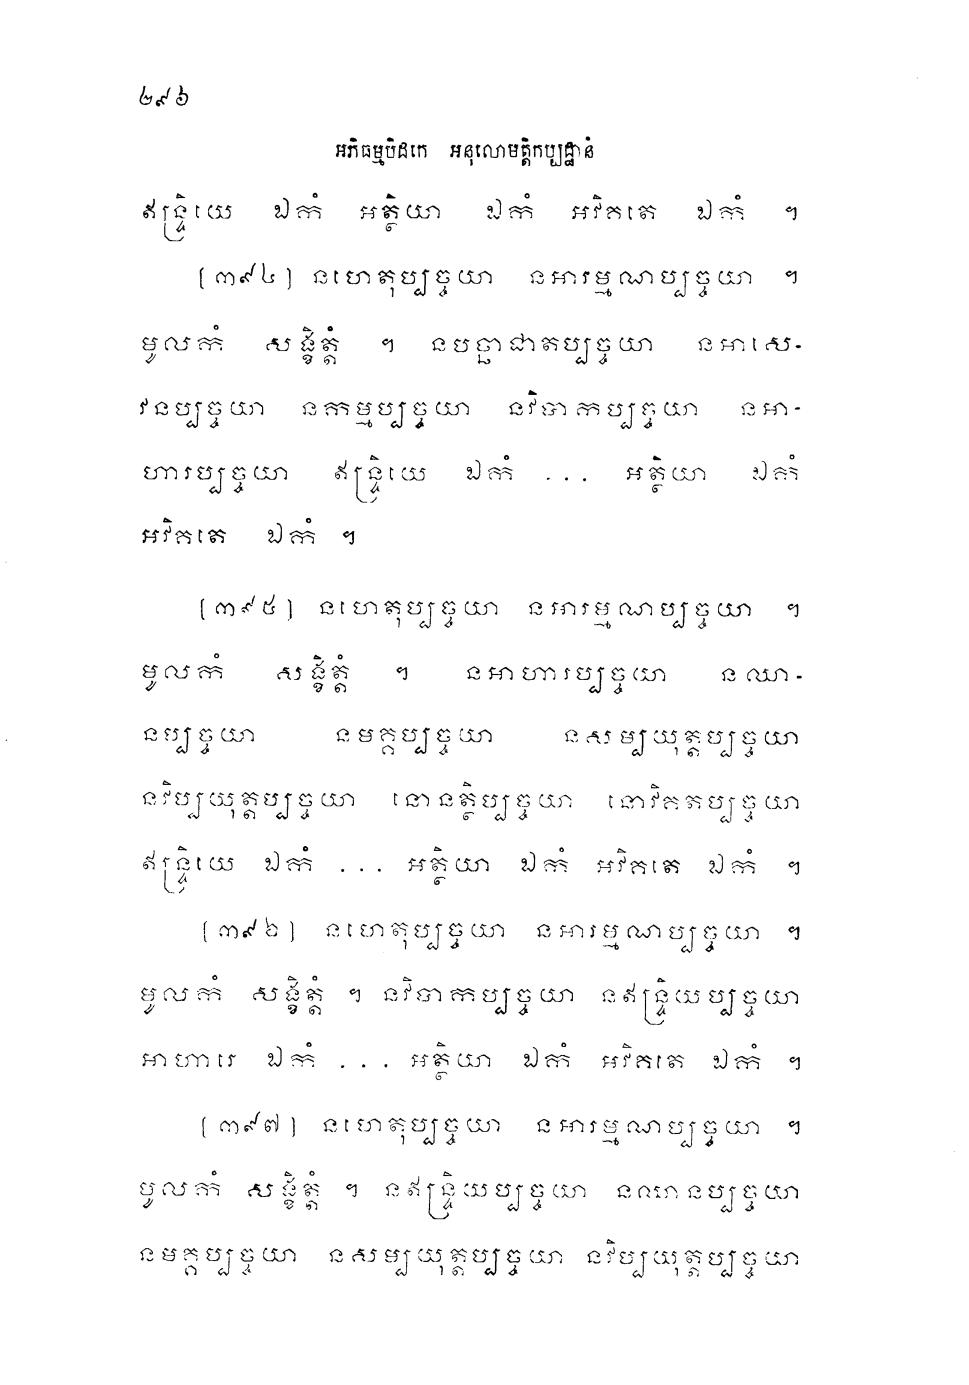 ២៩៦
អភិធម្មបិដកេ អនុលោមត្តិកប្បដ្ឋានំ
ឥន្ទ្រិយេ ឯកំ អត្ថិយា ឯកំ អវិគតេ ឯកំ ។
[៣៩៤] នហេតុប្បច្ចយា នអារម្មណប្បច្ចយា ។
មូលកំ សង្ខិត្តំ ។ នបច្ឆាជាតប្បច្ចយា នអាសេ-
វនប្បច្ចយា នកម្មប្បច្ចយា នវិបាកប្បច្ចយា នអា-
ហារប្បច្ចយា ឥន្ទ្រិយេ ឯកំ ... អត្ថិយា ឯកំ
អវិគតេ ឯកំ ។
[៣៩៥] នហេតុប្បច្ចយា នអារម្មណប្បច្ចយា ។
មូលកំ សង្ខិត្តំ ។ នអាហារប្បច្ចយា នឈា-
នប្បច្ចយា នមគ្គប្បច្ចយា នសម្បយុត្តប្បច្ចយា
នវិប្បយុត្តប្បច្ចយា នោនត្ថិប្បច្ចយា នោវិគតប្បច្ចយា
ឥន្ទ្រិយេ ឯកំ ... អត្ថិយា ឯកំ អវិគតេ ឯកំ ។
[៣៩៦] នហេតុប្បច្ចយា នអារម្មណប្បច្ចយា ។
មូលកំ សង្ខិត្តំ ។ នវិបាកប្បច្ចយា នឥន្ទ្រិយប្បច្ចយា
អាហារេ ឯកំ ... អត្ថិយា ឯកំ អវិគតេ ឯកំ ។
[៣៩៧] នហេតុប្បច្ចយា នអារម្មណប្បច្ចយា ។
មូលកំ សង្ខិត្តំ ។ នឥន្ទ្រិយប្បច្ចយា នឈានប្បច្ចយា
នមគ្គប្បច្ចយា នសម្បយុត្តប្បច្ចយា នវិប្បយុត្តប្បច្ចយា